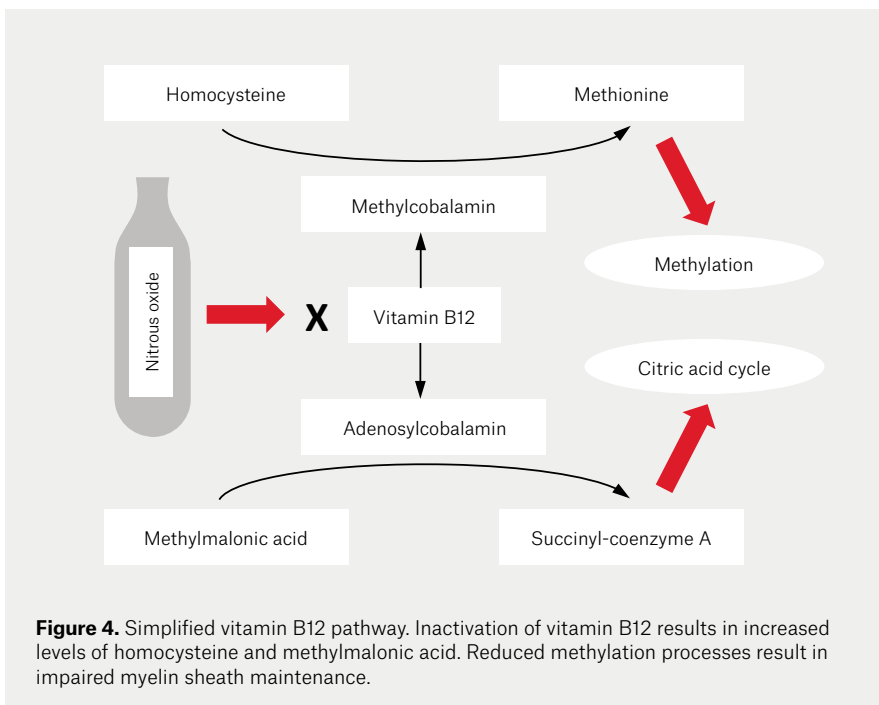 Homocysteine
Methionine
Methylcobalamin
Methylation
Nitrous oxide
X
Vitamin B12
Citric acid cycle
Adenosylcobalamin
Methylmalonic acid
Succinyl-coenzyme A
Figure 4. Simplified vitamin B12 pathway. Inactivation of vitamin B12 results in increased
levels of homocysteine and methylmalonic acid. Reduced methylation processes result in
impaired myelin sheath maintenance.